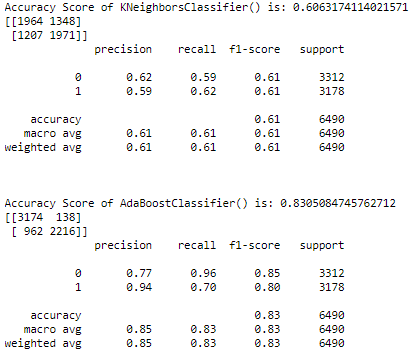 Accuracy Score of KNeighborsClassifier() is: 0.6063174114021571
[[1964 1348]
 [1207 1971]]
              precision    recall  f1-score   support

           0       0.62      0.59      0.61      3312
           1       0.59      0.62      0.61      3178

    accuracy                           0.61      6490
   macro avg       0.61      0.61      0.61      6490
weighted avg       0.61      0.61      0.61      6490

Accuracy Score of AdaBoostClassifier() is: 0.8305084745762712
[[3174  138]
 [ 962 2216]]
              precision    recall  f1-score   support

           0       0.77      0.96      0.85      3312
           1       0.94      0.70      0.80      3178

    accuracy                           0.83      6490
   macro avg       0.85      0.83      0.83      6490
weighted avg       0.85      0.83      0.83      6490